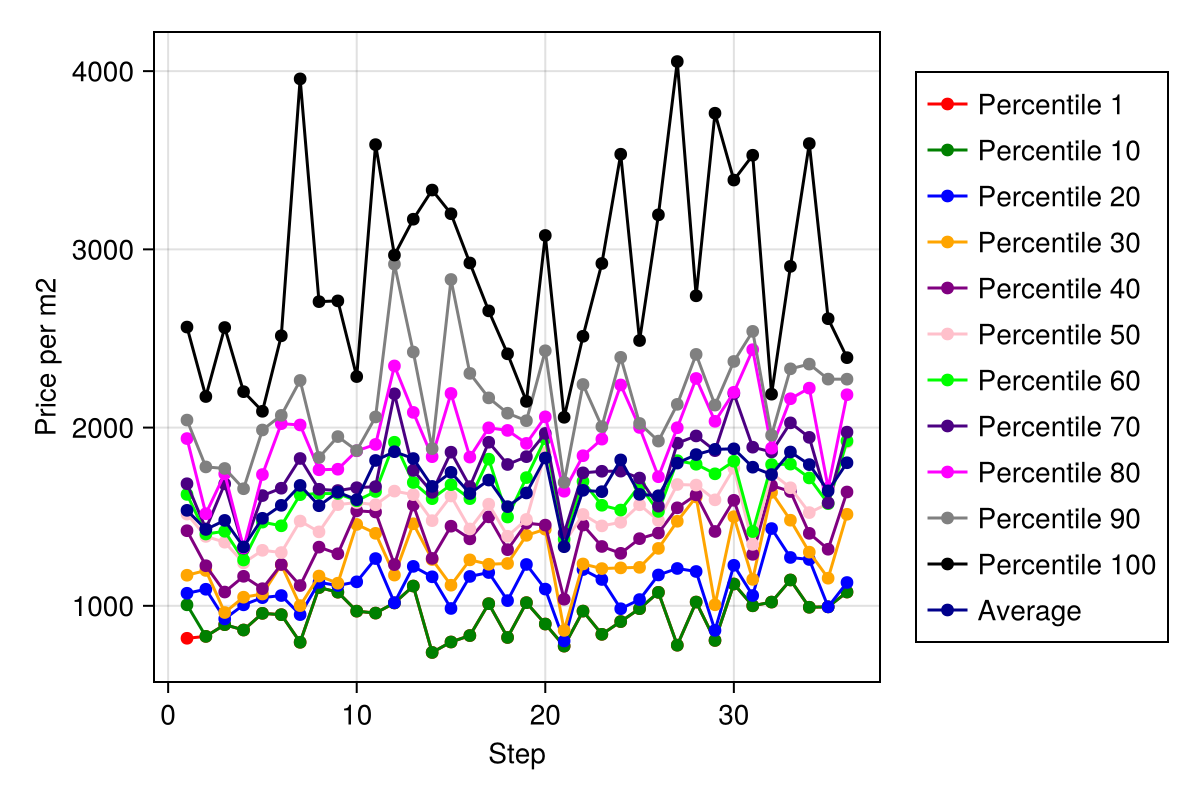 4000
3000
2000
1000
Price per m2
0
10
20
30
Step
Percentile 1
Percentile 10
Percentile 20
Percentile 30
Percentile 40
Percentile 50
Percentile 60
Percentile 70
Percentile 80
Percentile 90
Percentile 100
Average